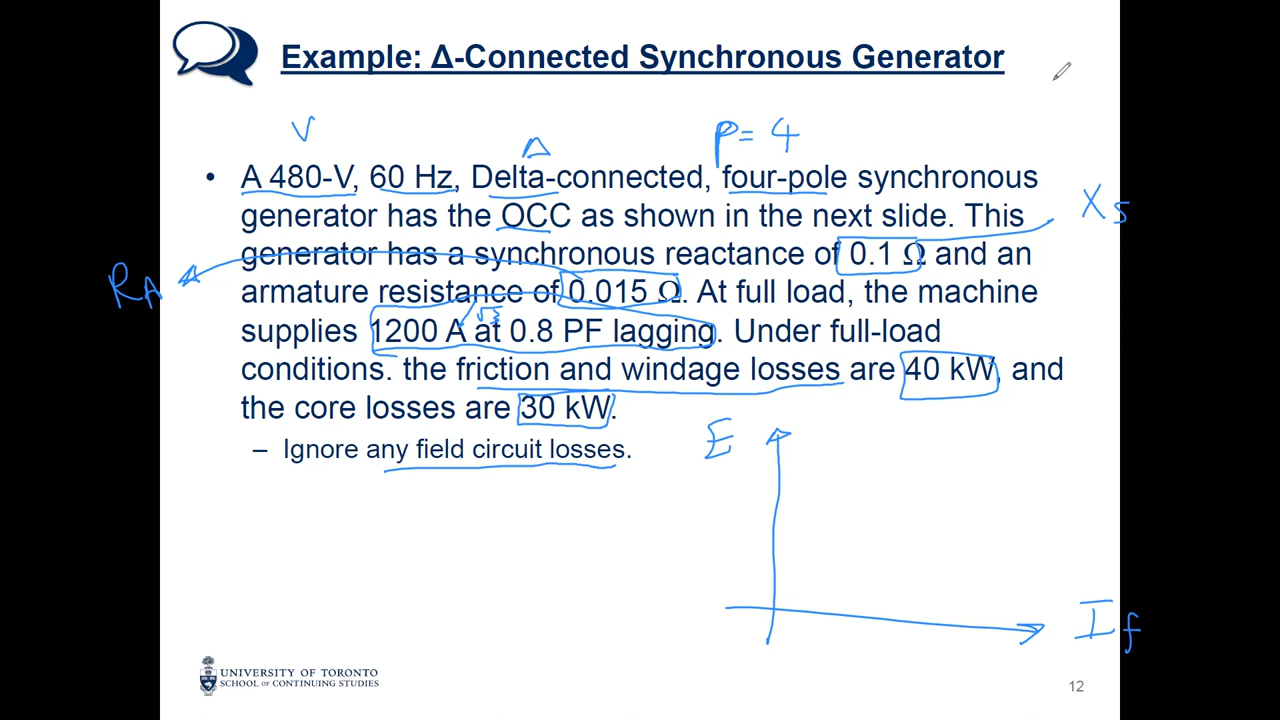 Example: Δ-Connected Synchronous Generator
V
Δ
P = 4
• A 480-V, 60 Hz, Delta-connected, four-pole synchronous
generator has the OCC as shown in the next slide. This
Xs
generator has a synchronous reactance of 0.1 Ω and an
RA
armature resistance of 0.015 Ω. At full load, the machine
√3
supplies 1200 A at 0.8 PF lagging. Under full-load
conditions. the friction and windage losses are 40 kW, and
the core losses are 30 kW.
– Ignore any field circuit losses.
E
If
UNIVERSITY OF TORONTO
SCHOOL OF CONTINUING STUDIES
12